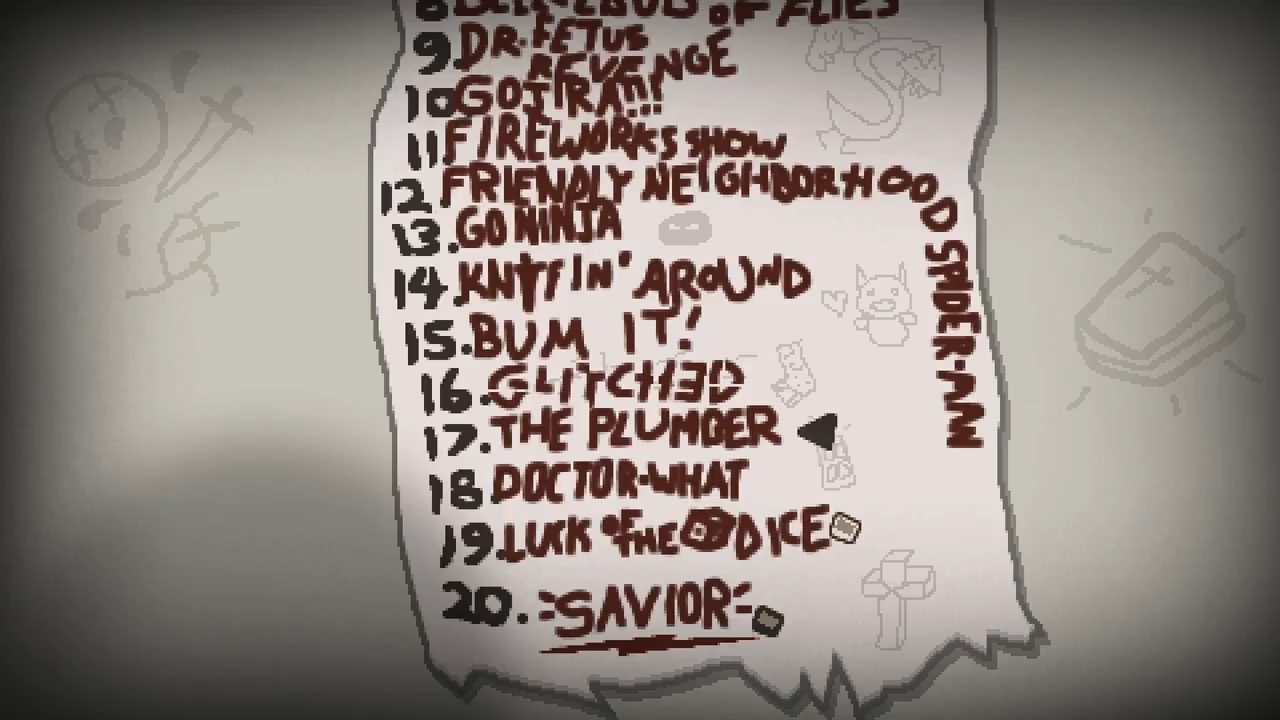 8 OF FLIES
9 DR. FETUS REVENGE
10 GOJIRA!!!
11 FIREWORKS SHOW
12 FRIENDLY NEIGHBORHOOD SPIDER-MAN
13. GO NINJA
14. KNIFIN' AROUND
15. BUM IT!
16. GLITCH3D
17. THE PLUMBER
18 DOCTOR-WHAT
19. LUCK OF THE DICE
20. SAVIOR